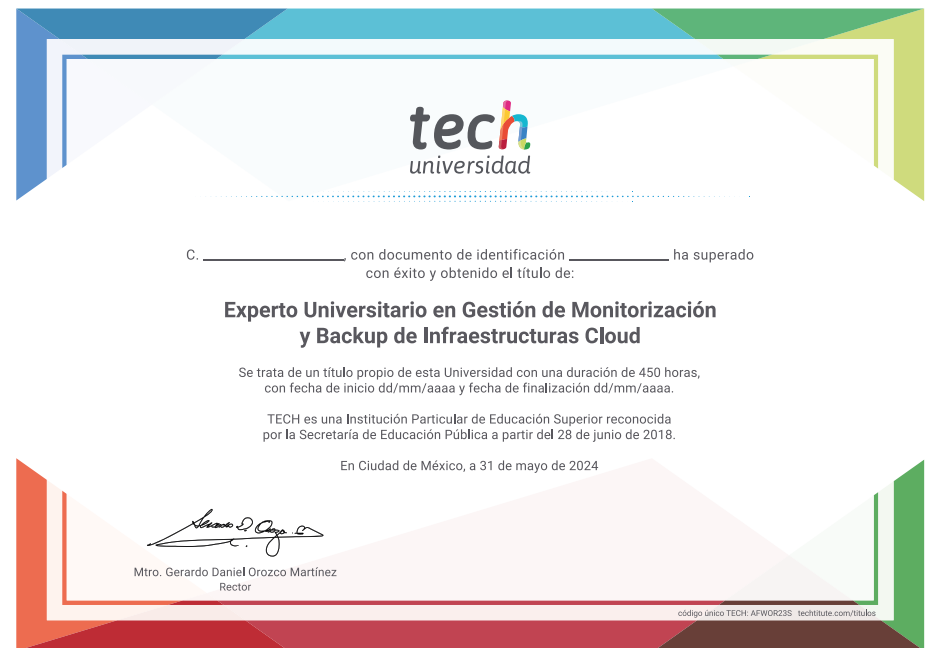 tech
universidad
C. ____________, con documento de identificación ____________ ha superado
con éxito y obtenido el título de:
Experto Universitario en Gestión de Monitorización
y Backup de Infraestructuras Cloud
Se trata de un título propio de esta Universidad con una duración de 450 horas,
con fecha de inicio dd/mm/aaaa y fecha de finalización dd/mm/aaaa.
TECH es una Institución Particular de Educación Superior reconocida
por la Secretaría de Educación Pública a partir del 28 de junio de 2018.
En Ciudad de México, a 31 de mayo de 2024
Mtro. Gerardo Daniel Orozco Martínez
Rector
código único TECH: AFWOR23S techtitute.com/titulos